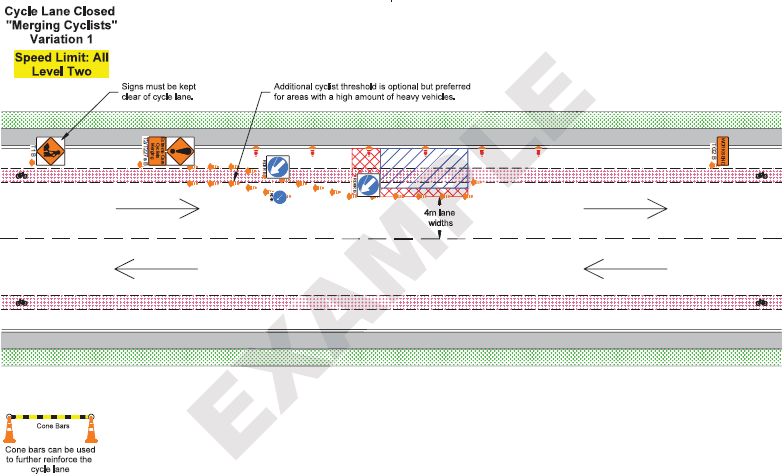 Cycle Lane Closed
"Merging Cyclists"
Variation 1
Speed Limit: All
Level Two
Signs must be kept
clear of cycle lane.
Additional cyclist threshold is optional but preferred
for areas with a high amount of heavy vehicles.
4m lane
widths
EXAMPLE
Cone Bars
Cone bars can be used
to further reinforce the
cycle lane